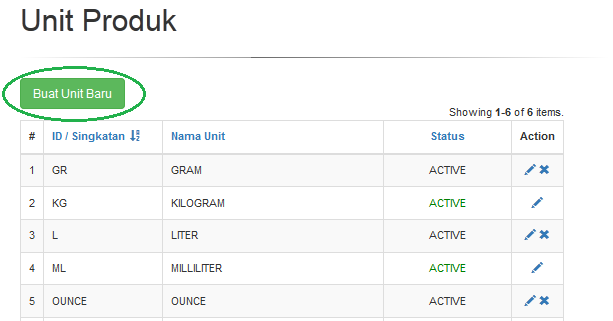 Unit Produk
Buat Unit Baru
Showing 1-6 of 6 items.
# ID / Singkatan Nama Unit Status Action
1 GR GRAM ACTIVE
2 KG KILOGRAM ACTIVE
3 L LITER ACTIVE
4 ML MILLILITER ACTIVE
5 OUNCE OUNCE ACTIVE